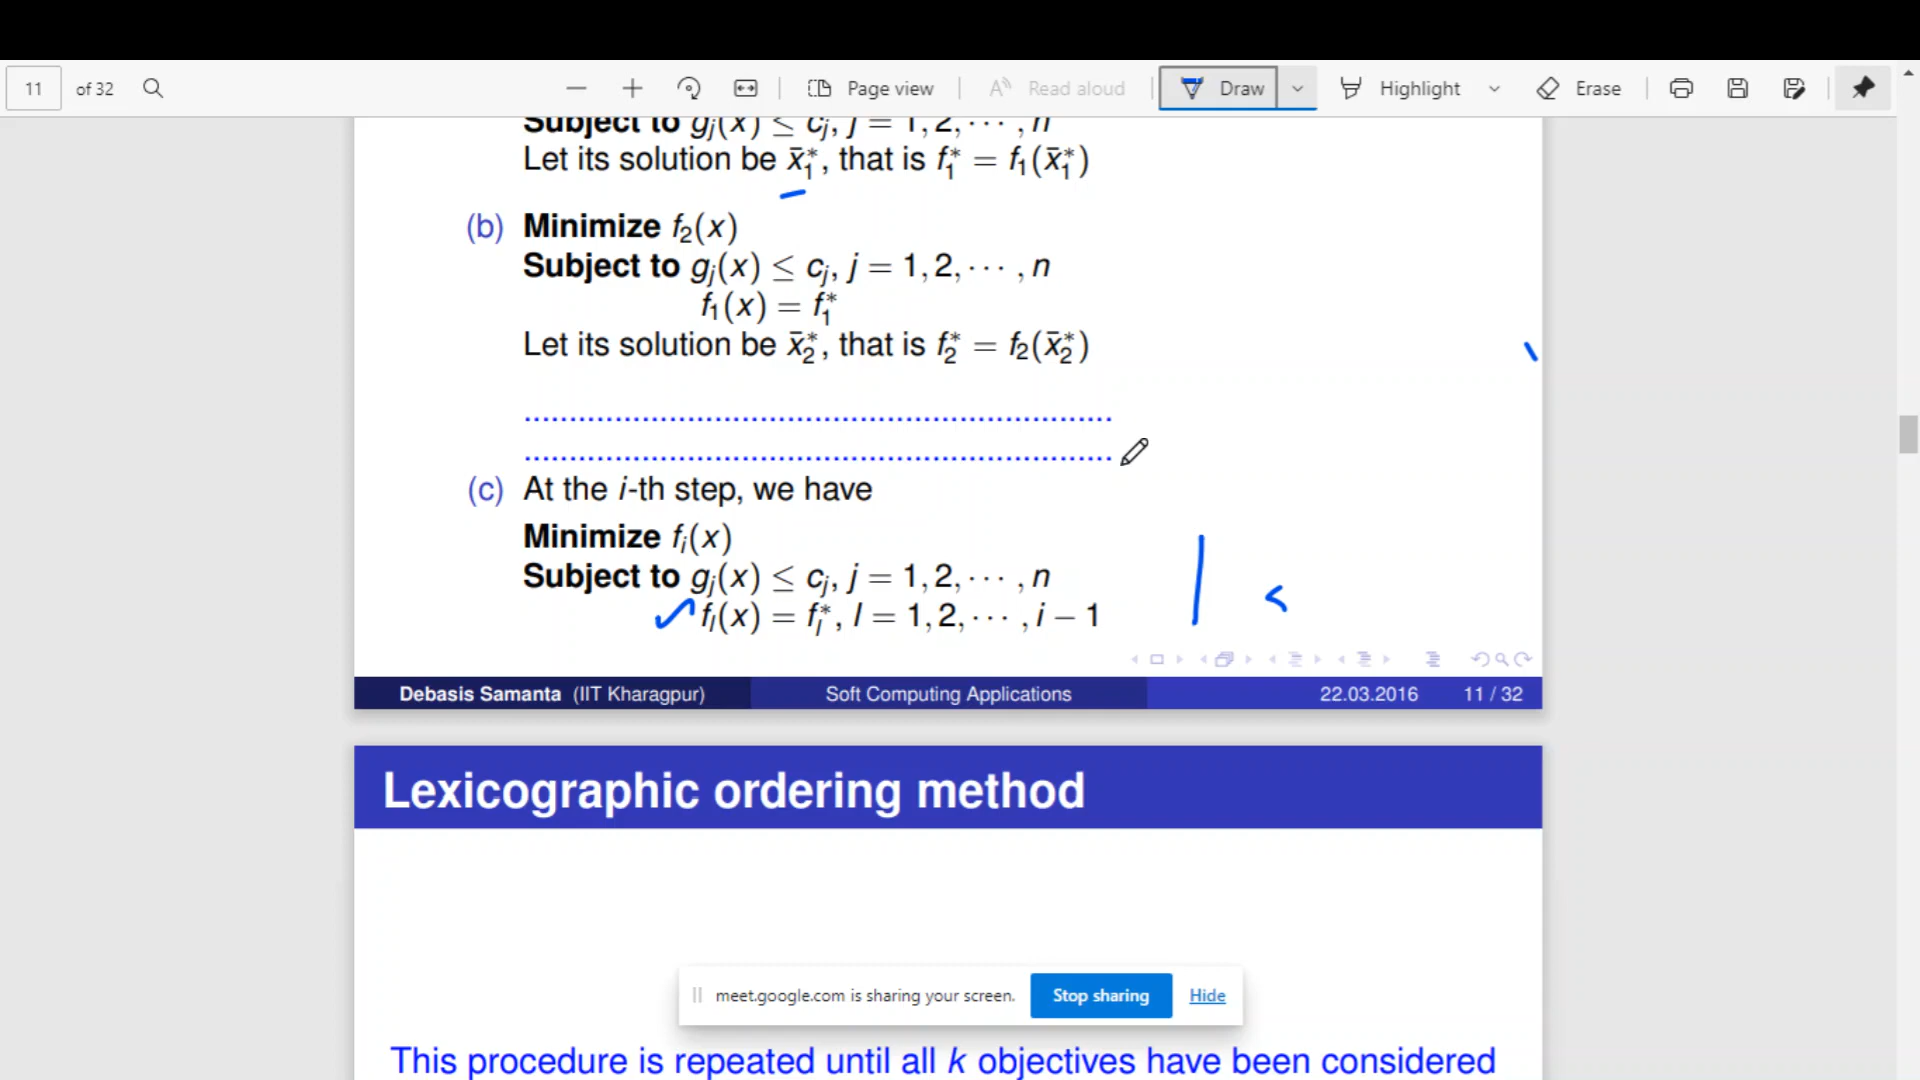 11 of 32 Page view Read aloud Draw Highlight Erase
Subject to gj(x) ≤ cj, j = 1, 2, ⋯ , n
Let its solution be x̄₁*, that is f₁* = f₁(x̄₁*)
(b) Minimize f₂(x)
Subject to gj(x) ≤ cj, j = 1, 2, ⋯ , n
f₁(x) = f₁*
Let its solution be x̄₂*, that is f₂* = f₂(x̄₂*)
(c) At the i-th step, we have
Minimize fi(x)
Subject to gj(x) ≤ cj, j = 1, 2, ⋯ , n
fl(x) = fl*, l = 1, 2, ⋯ , i − 1
Debasis Samanta (IIT Kharagpur) Soft Computing Applications 22.03.2016 11 / 32
Lexicographic ordering method
meet.google.com is sharing your screen. Stop sharing Hide
This procedure is repeated until all k objectives have been considered